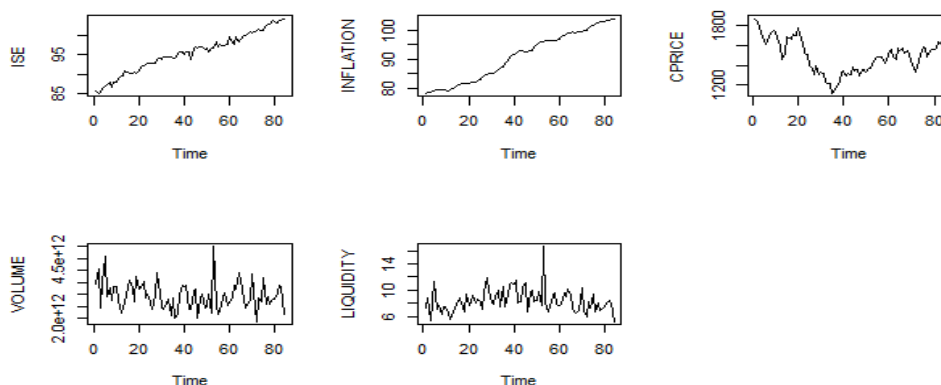 ISE
85 95
0 20 40 60 80
Time
INFLATION
80 90 100
0 20 40 60 80
Time
CPRICE
1200 1800
0 20 40 60 80
Time
VOLUME
2.0e+12 4.5e+12
0 20 40 60 80
Time
LIQUIDITY
6 10 14
0 20 40 60 80
Time